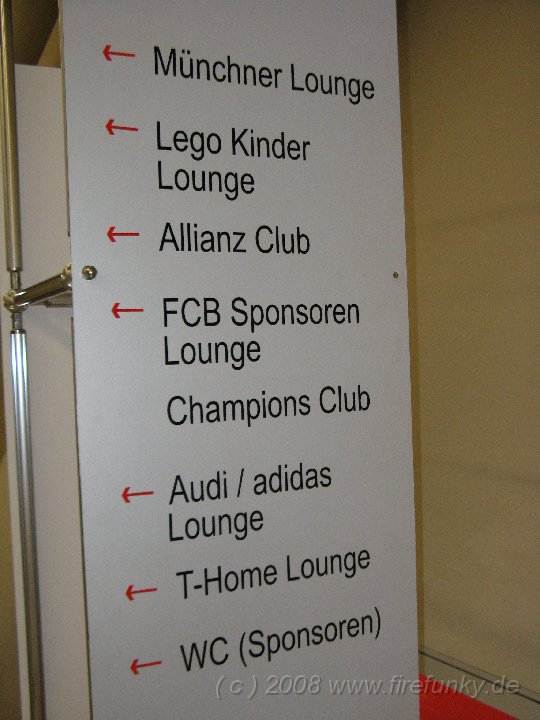 ← Münchner Lounge
← Lego Kinder
Lounge
← Allianz Club
← FCB Sponsoren
Lounge
Champions Club
← Audi / adidas
Lounge
← T-Home Lounge
← WC (Sponsoren)
( c ) 2008 www.firefunky.de